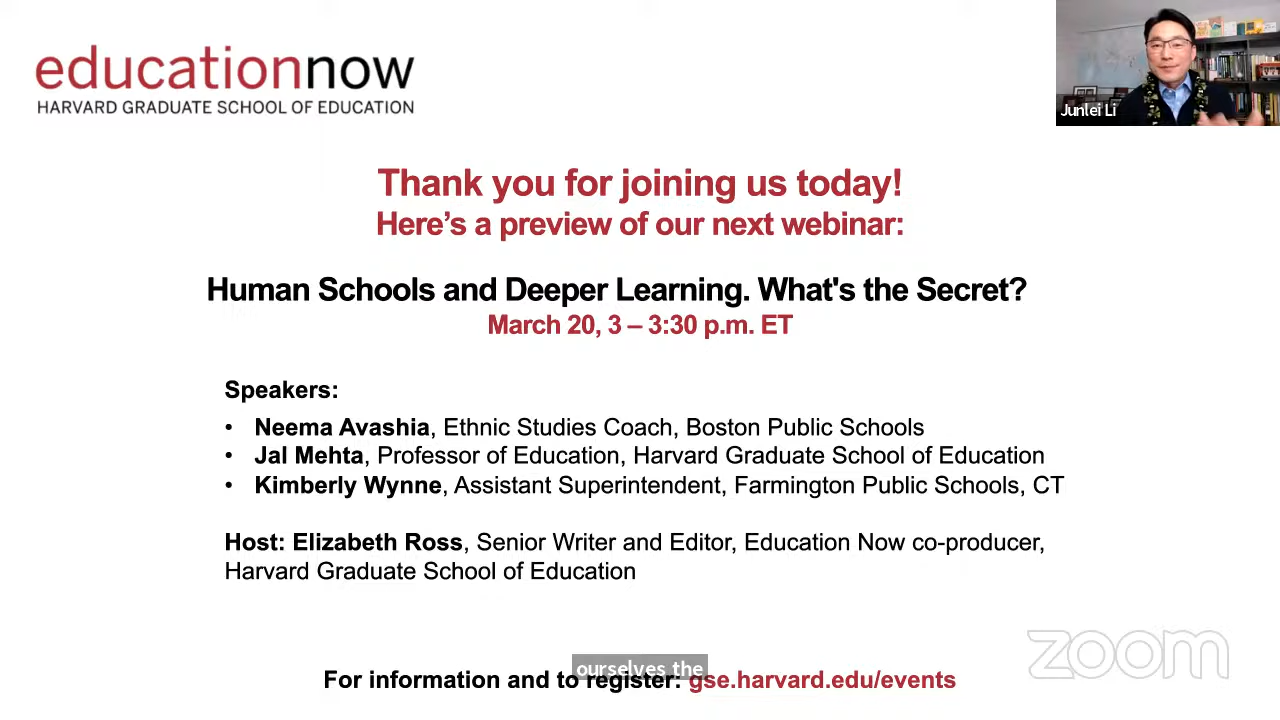 educationnow
HARVARD GRADUATE SCHOOL OF EDUCATION
Junlei Li
Thank you for joining us today!
Here’s a preview of our next webinar:
Human Schools and Deeper Learning. What's the Secret?
March 20, 3 – 3:30 p.m. ET
Speakers:
• Neema Avashia, Ethnic Studies Coach, Boston Public Schools
• Jal Mehta, Professor of Education, Harvard Graduate School of Education
• Kimberly Wynne, Assistant Superintendent, Farmington Public Schools, CT
Host: Elizabeth Ross, Senior Writer and Editor, Education Now co-producer,
Harvard Graduate School of Education
zoom
ourselves the
For information and to register: gse.harvard.edu/events